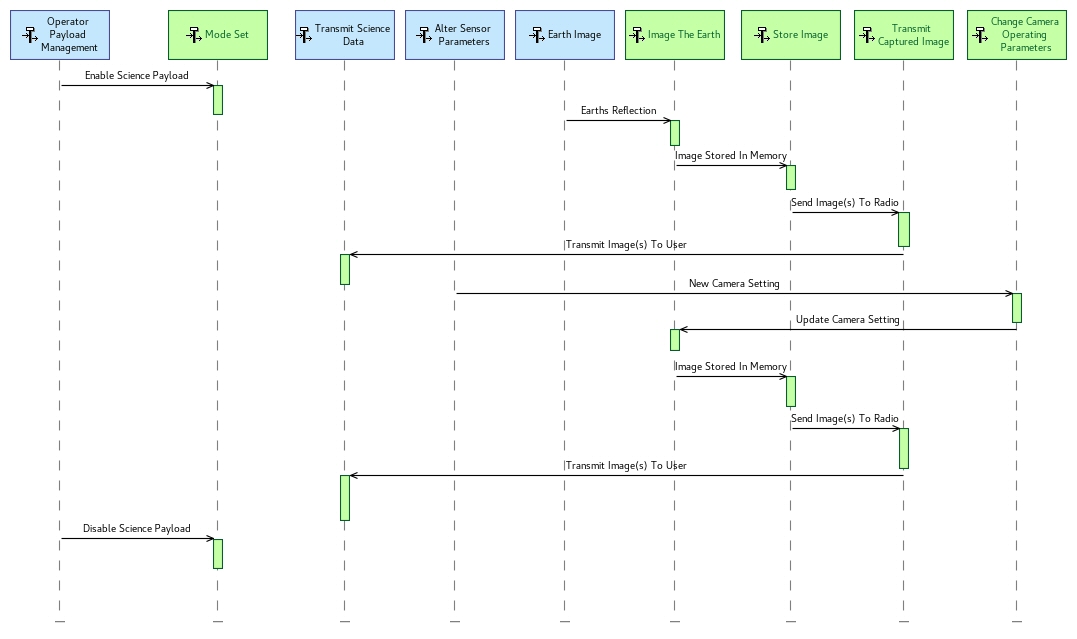 Operator
Payload
Management
Mode Set
Transmit Science
Data
Alter Sensor
Parameters
Earth Image
Image The Earth
Store Image
Transmit
Captured Image
Change Camera
Operating
Parameters
Enable Science Payload
Earths Reflection
Image Stored In Memory
Send Image(s) To Radio
Transmit Image(s) To User
New Camera Setting
Update Camera Setting
Image Stored In Memory
Send Image(s) To Radio
Transmit Image(s) To User
Disable Science Payload